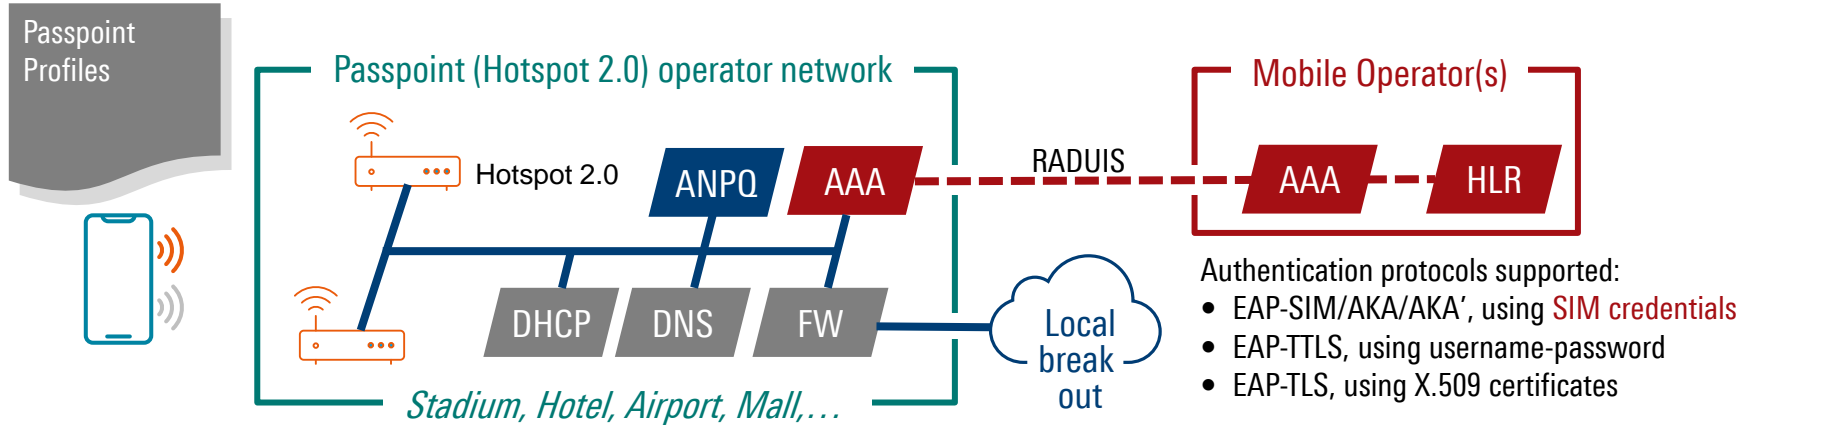 Passpoint
Profiles
Passpoint (Hotspot 2.0) operator network
Mobile Operator(s)
Hotspot 2.0
ANPQ
AAA
RADUIS
AAA
HLR
DHCP
DNS
FW
Local
break
out
Stadium, Hotel, Airport, Mall,...
Authentication protocols supported:
• EAP-SIM/AKA/AKA’, using SIM credentials
• EAP-TTLS, using username-password
• EAP-TLS, using X.509 certificates